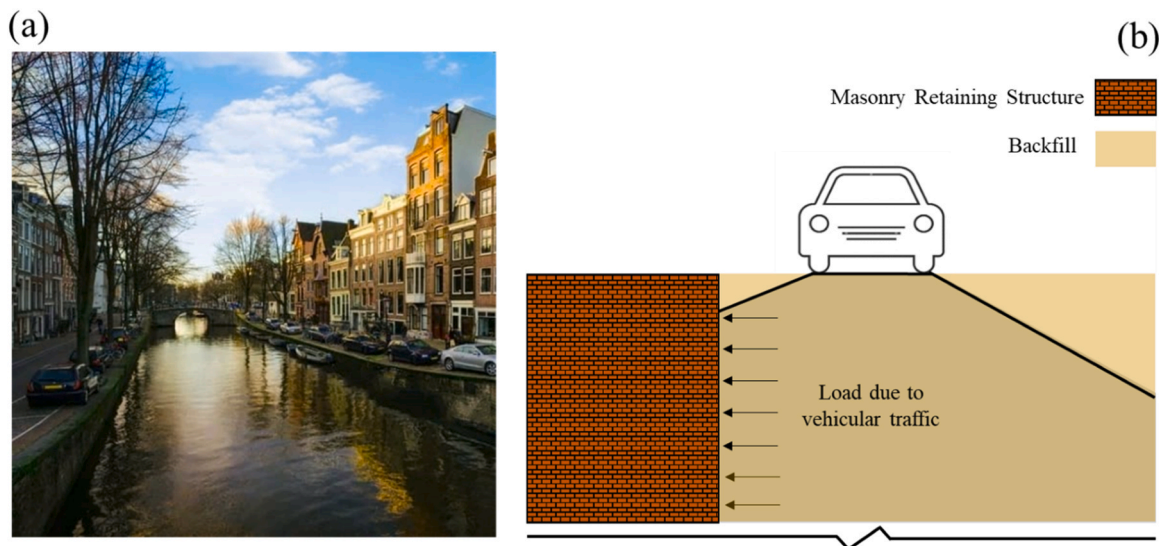 (a)
(b)
Masonry Retaining Structure
Backfill
Load due to
vehicular traffic